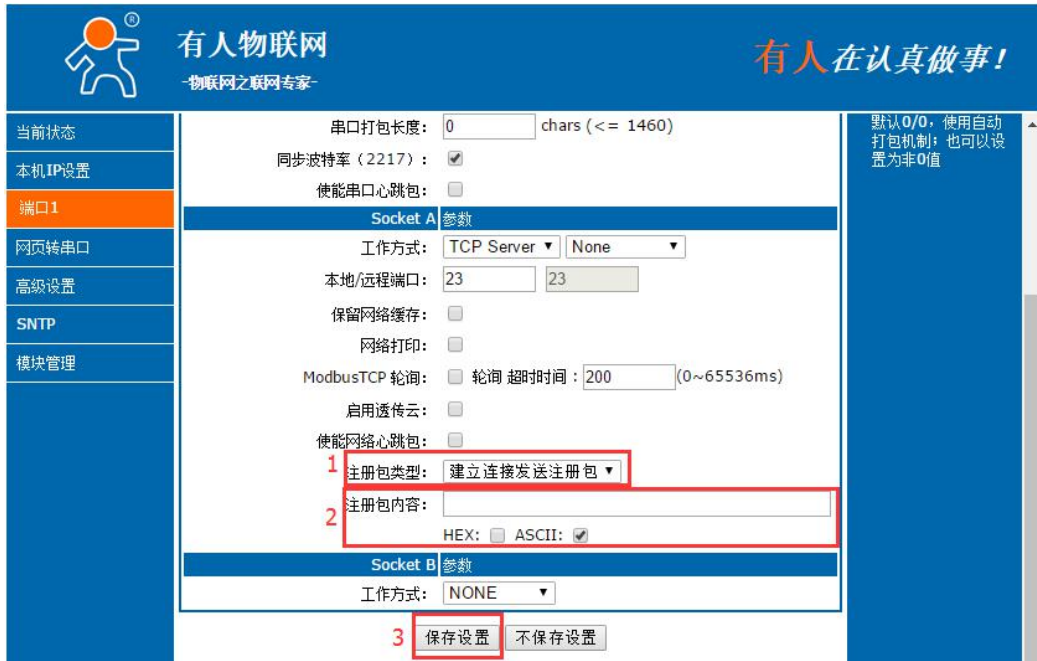 ®
有人物联网
-物联网之联网专家-
有人在认真做事!
当前状态
本机IP设置
端口1
网页转串口
高级设置
SNTP
模块管理
串口打包长度: 0 chars (<= 1460)
同步波特率（2217）:
使能串口心跳包:
Socket A 参数
工作方式: TCP Server None
本地/远程端口: 23 23
保留网络缓存:
网络打印:
ModbusTCP 轮询: 轮询 超时时间 : 200 (0~65536ms)
启用透传云:
使能网络心跳包:
1 注册包类型: 建立连接发送注册包
2 注册包内容:
HEX: ASCII:
Socket B 参数
工作方式: NONE
3 保存设置 不保存设置
默认0/0，使用自动
打包机制；也可以设
置为非0值